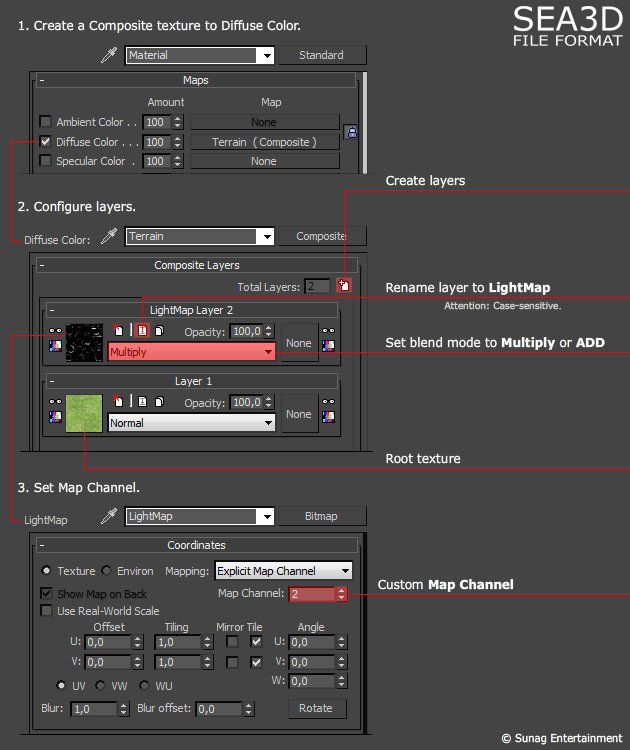 SEA3D
FILE FORMAT
1. Create a Composite texture to Diffuse Color.
Material
Standard
- Maps
Amount Map
Ambient Color . . 100 None
Diffuse Color . . . 100 Terrain ( Composite )
Specular Color . 100 None
Create layers
2. Configure layers.
Diffuse Color: Terrain Composite
- Composite Layers
Total Layers: 2
Rename layer to LightMap
Attention: Case-sensitive.
- LightMap Layer 2
Opacity: 100,0 None
Multiply
Set blend mode to Multiply or ADD
- Layer 1
Opacity: 100,0 None
Normal
Root texture
3. Set Map Channel.
LightMap LightMap Bitmap
- Coordinates
Texture Environ Mapping: Explicit Map Channel
Show Map on Back Map Channel: 2
Custom Map Channel
Use Real-World Scale
Offset Tiling Mirror Tile Angle
U: 0,0 1,0 U: 0,0
V: 0,0 1,0 V: 0,0
W: 0,0
UV VW WU
Blur: 1,0 Blur offset: 0,0 Rotate
© Sunag Entertainment